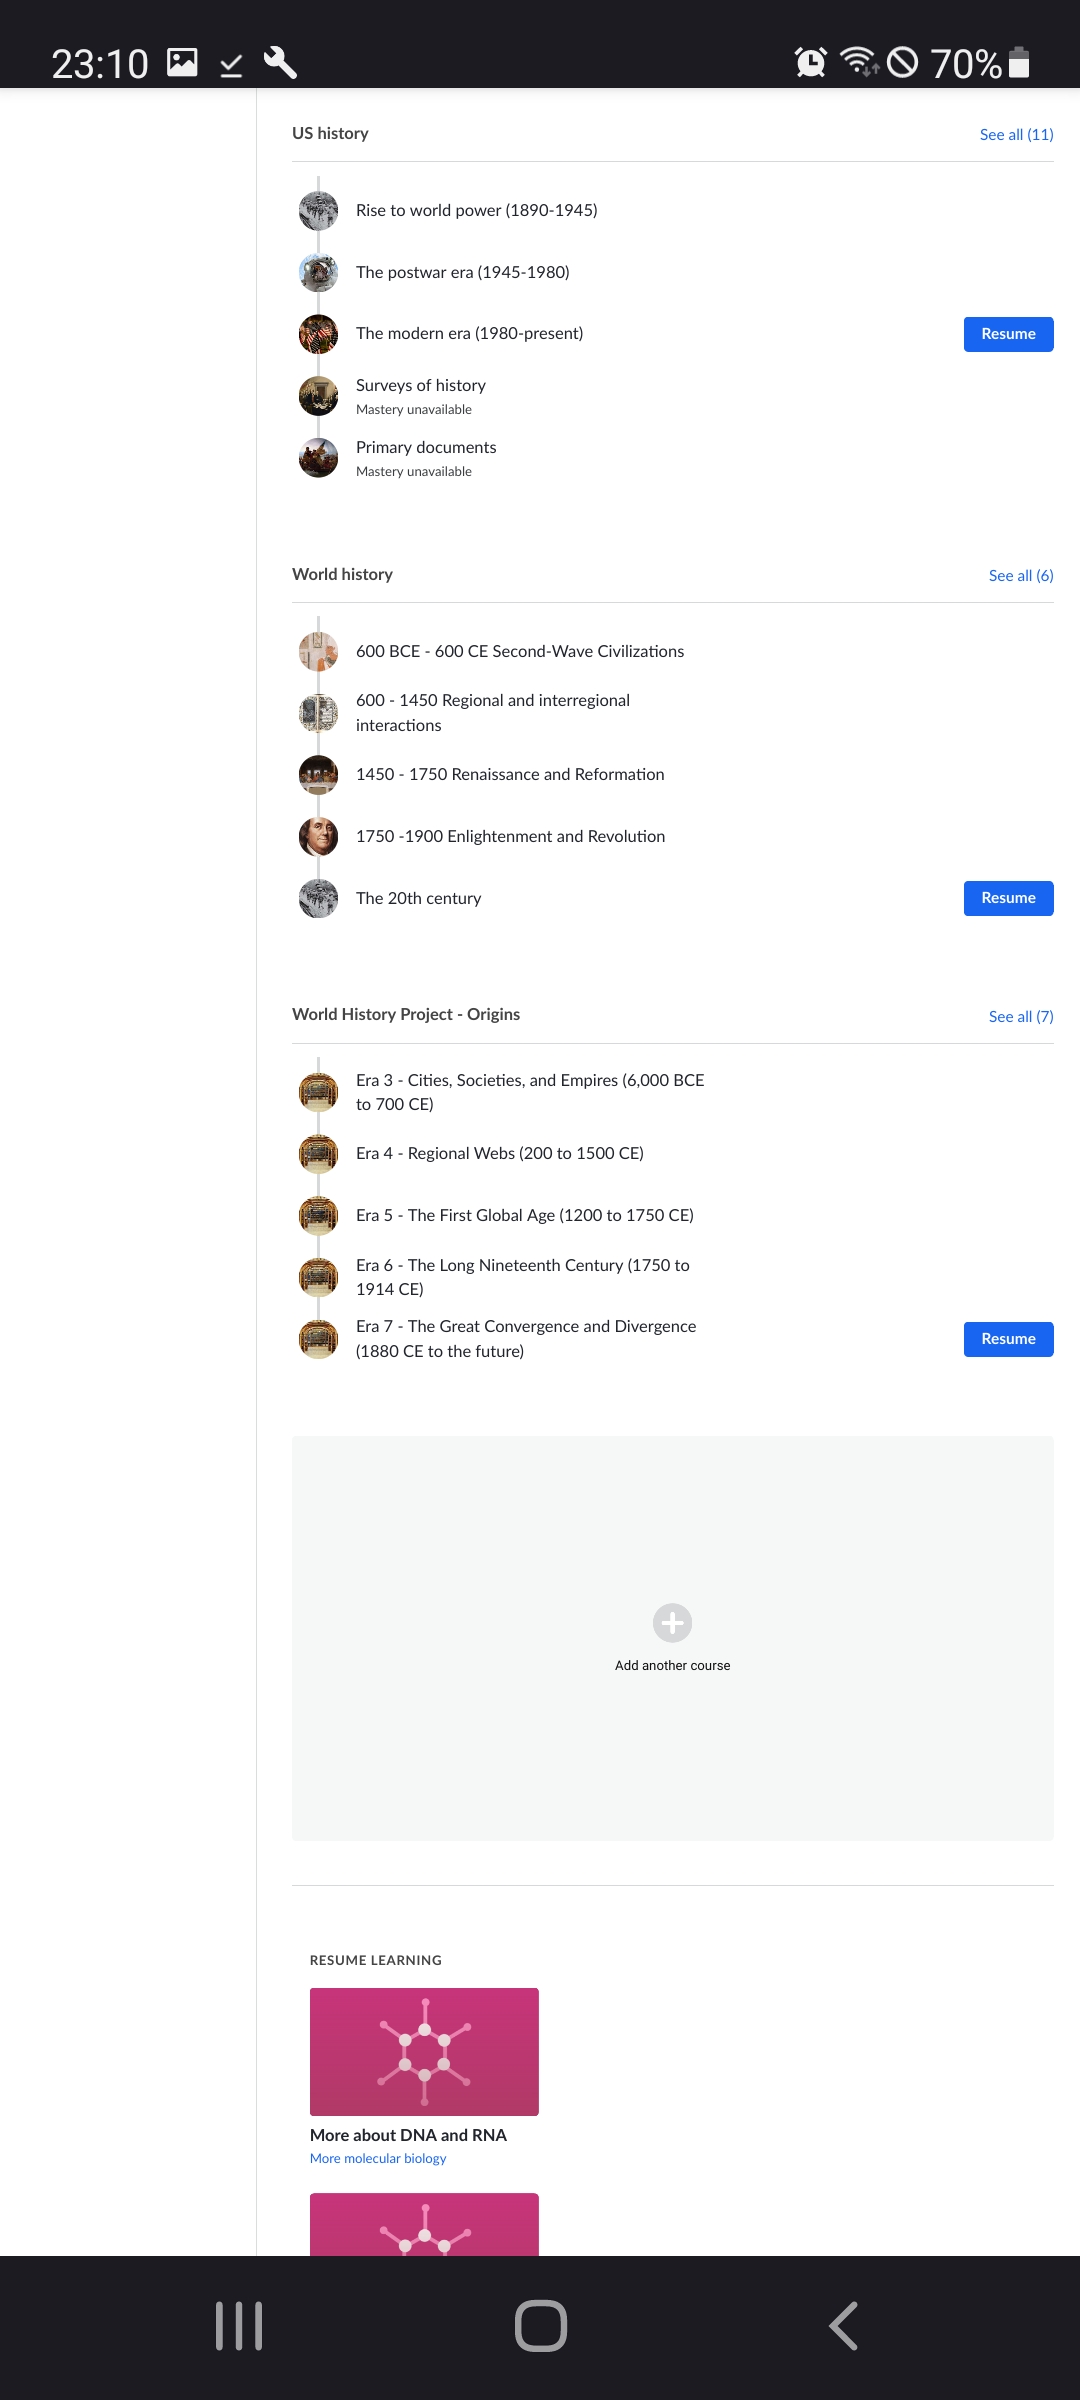 23:10
70%
US history
See all (11)
Rise to world power (1890-1945)
The postwar era (1945-1980)
The modern era (1980-present)
Resume
Surveys of history
Mastery unavailable
Primary documents
Mastery unavailable
World history
See all (6)
600 BCE - 600 CE Second-Wave Civilizations
600 - 1450 Regional and interregional
interactions
1450 - 1750 Renaissance and Reformation
1750 -1900 Enlightenment and Revolution
The 20th century
Resume
World History Project - Origins
See all (7)
Era 3 - Cities, Societies, and Empires (6,000 BCE
to 700 CE)
Era 4 - Regional Webs (200 to 1500 CE)
Era 5 - The First Global Age (1200 to 1750 CE)
Era 6 - The Long Nineteenth Century (1750 to
1914 CE)
Era 7 - The Great Convergence and Divergence
(1880 CE to the future)
Resume
Add another course
RESUME LEARNING
More about DNA and RNA
More molecular biology